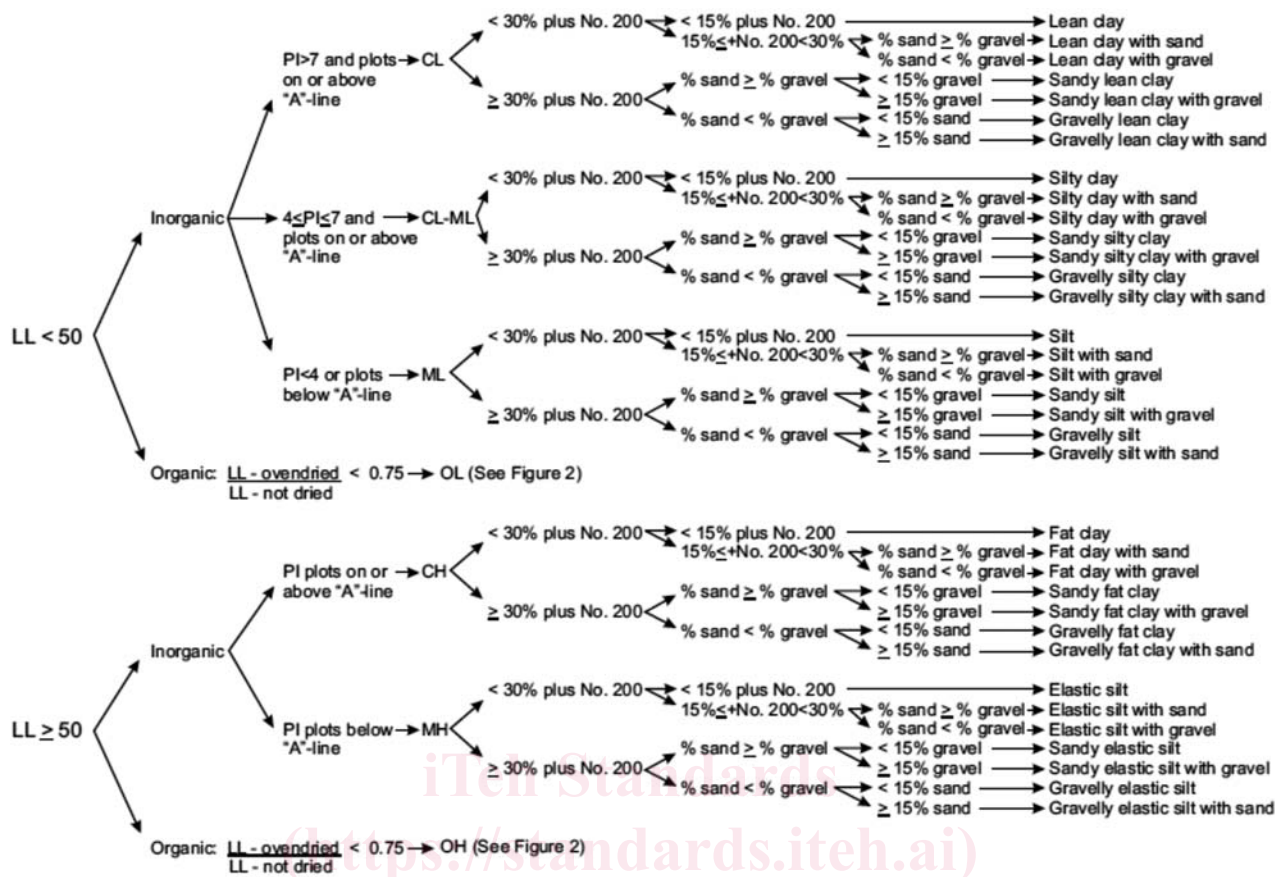 < 30% plus No. 200 < 15% plus No. 200 Lean clay
15%≤+No. 200<30% % sand ≥ % gravel Lean clay with sand
PI>7 and plots CL % sand < % gravel Lean clay with gravel
on or above % sand ≥ % gravel < 15% gravel Sandy lean clay
"A"-line ≥ 30% plus No. 200 ≥ 15% gravel Sandy lean clay with gravel
% sand < % gravel < 15% sand Gravelly lean clay
≥ 15% sand Gravelly lean clay with sand
< 30% plus No. 200 < 15% plus No. 200 Silty clay
15%≤+No. 200<30% % sand ≥ % gravel Silty clay with sand
Inorganic 4≤PI≤7 and CL-ML % sand < % gravel Silty clay with gravel
plots on or above % sand ≥ % gravel < 15% gravel Sandy silty clay
"A"-line ≥ 30% plus No. 200 ≥ 15% gravel Sandy silty clay with gravel
% sand < % gravel < 15% sand Gravelly silty clay
≥ 15% sand Gravelly silty clay with sand
LL < 50 < 30% plus No. 200 < 15% plus No. 200 Silt
15%≤+No. 200<30% % sand ≥ % gravel Silt with sand
PI<4 or plots ML % sand < % gravel Silt with gravel
below "A"-line % sand ≥ % gravel < 15% gravel Sandy silt
≥ 30% plus No. 200 ≥ 15% gravel Sandy silt with gravel
% sand < % gravel < 15% sand Gravelly silt
≥ 15% sand Gravelly silt with sand
Organic: LL - ovendried < 0.75 OL (See Figure 2)
LL - not dried
< 30% plus No. 200 < 15% plus No. 200 Fat clay
15%≤+No. 200<30% % sand ≥ % gravel Fat clay with sand
PI plots on or CH % sand < % gravel Fat clay with gravel
above "A"-line % sand ≥ % gravel < 15% gravel Sandy fat clay
≥ 30% plus No. 200 ≥ 15% gravel Sandy fat clay with gravel
% sand < % gravel < 15% sand Gravelly fat clay
Inorganic ≥ 15% sand Gravelly fat clay with sand
< 30% plus No. 200 < 15% plus No. 200 Elastic silt
15%≤+No. 200<30% % sand ≥ % gravel Elastic silt with sand
LL ≥ 50 PI plots below MH % sand < % gravel Elastic silt with gravel
"A"-line % sand ≥ % gravel < 15% gravel Sandy elastic silt
≥ 30% plus No. 200 ≥ 15% gravel Sandy elastic silt with gravel
% sand < % gravel < 15% sand Gravelly elastic silt
≥ 15% sand Gravelly elastic silt with sand
iTeh Standards
Organic: LL - ovendried < 0.75 OH (See Figure 2)
LL - not dried
(https://standards.iteh.ai)